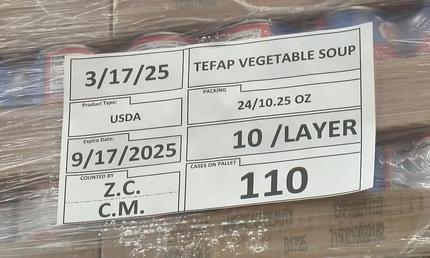 3/17/25
TEFAP VEGETABLE SOUP
Product Type:
USDA
PACKING
24/10.25 OZ
Expire Date:
9/17/2025
10 /LAYER
COUNTED BY
Z.C.
C.M.
CASES ON PALLET
110